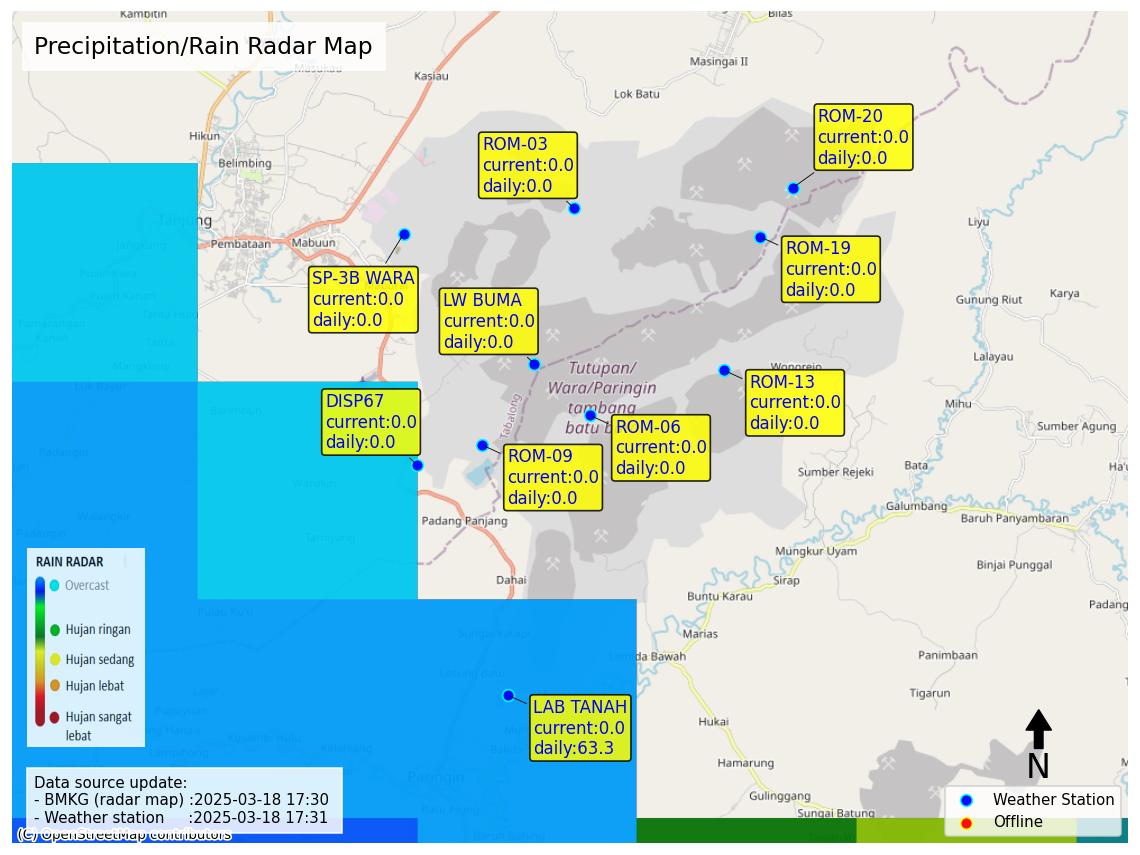 Kambitin
Bilas
Precipitation/Rain Radar Map
Masukau
Masingai II
Kasiau
Lok Batu
ROM-20
current:0.0
daily:0.0
Hikun
ROM-03
current:0.0
daily:0.0
Belimbing
Tanjung
Liyu
Jangkung
Pembataan
Mabuun
ROM-19
current:0.0
daily:0.0
SP-3B WARA
current:0.0
daily:0.0
LW BUMA
current:0.0
daily:0.0
Gunung Riut
Karya
Kanan
Lalayau
Tutupan/
Wara/Paringin
tambang
batu b
Wonorejo
ROM-13
current:0.0
daily:0.0
Tabalong
DISP67
current:0.0
daily:0.0
Mihu
ROM-06
current:0.0
daily:0.0
Sumber Agung
ROM-09
current:0.0
daily:0.0
Sumber Rejeki
Bata
Ha'u
Warukin
Galumbang
Padang Panjang
Baruh Panyambaran
Mungkur Uyam
Binjai Punggal
RAIN RADAR
Overcast
Hujan ringan
Hujan sedang
Hujan lebat
Hujan sangat
lebat
Dahai
Sirap
Buntu Karau
Padang
Marias
Panimbaan
Tigarun
LAB TANAH
current:0.0
daily:63.3
Hukai
Hamarung
N
Paringin
Gulinggang
Sungai Batung
Data source update:
- BMKG (radar map) :2025-03-18 17:30
- Weather station :2025-03-18 17:31
Weather Station
Offline
(C) OpenStreetMap contributors